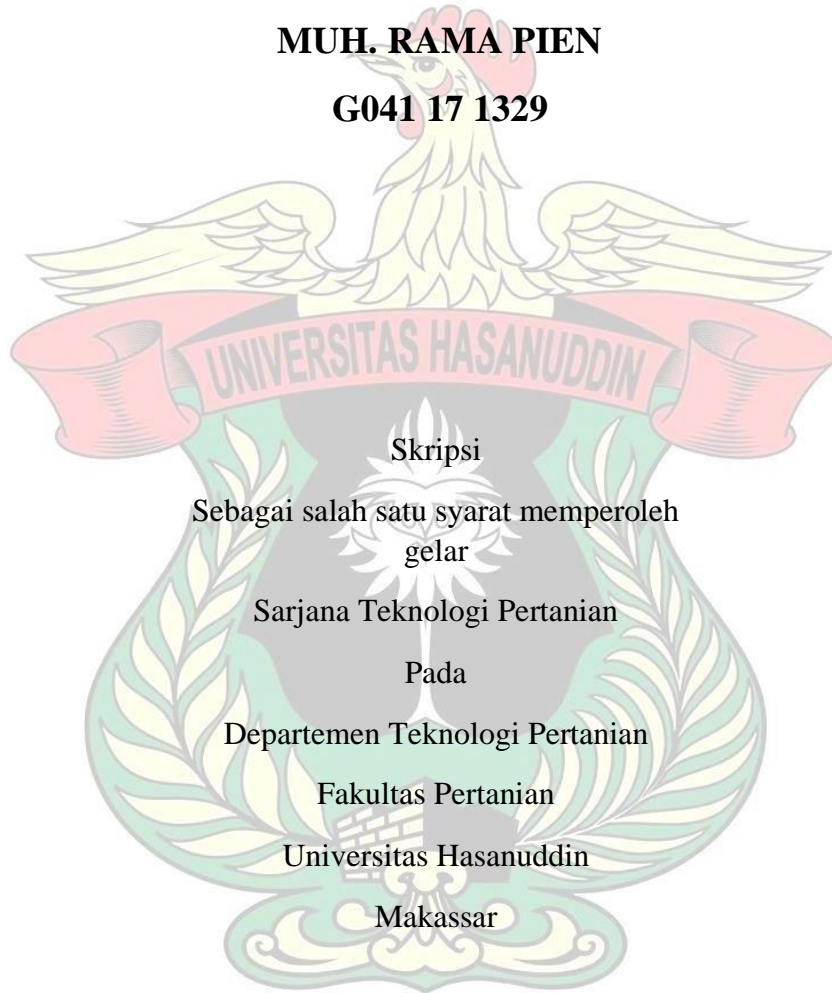 MUH. RAMA PIEN
G041 17 1329
UNIVERSITAS HASANUDDIN
Skripsi
Sebagai salah satu syarat memperoleh
gelar
Sarjana Teknologi Pertanian
Pada
Departemen Teknologi Pertanian
Fakultas Pertanian
Universitas Hasanuddin
Makassar